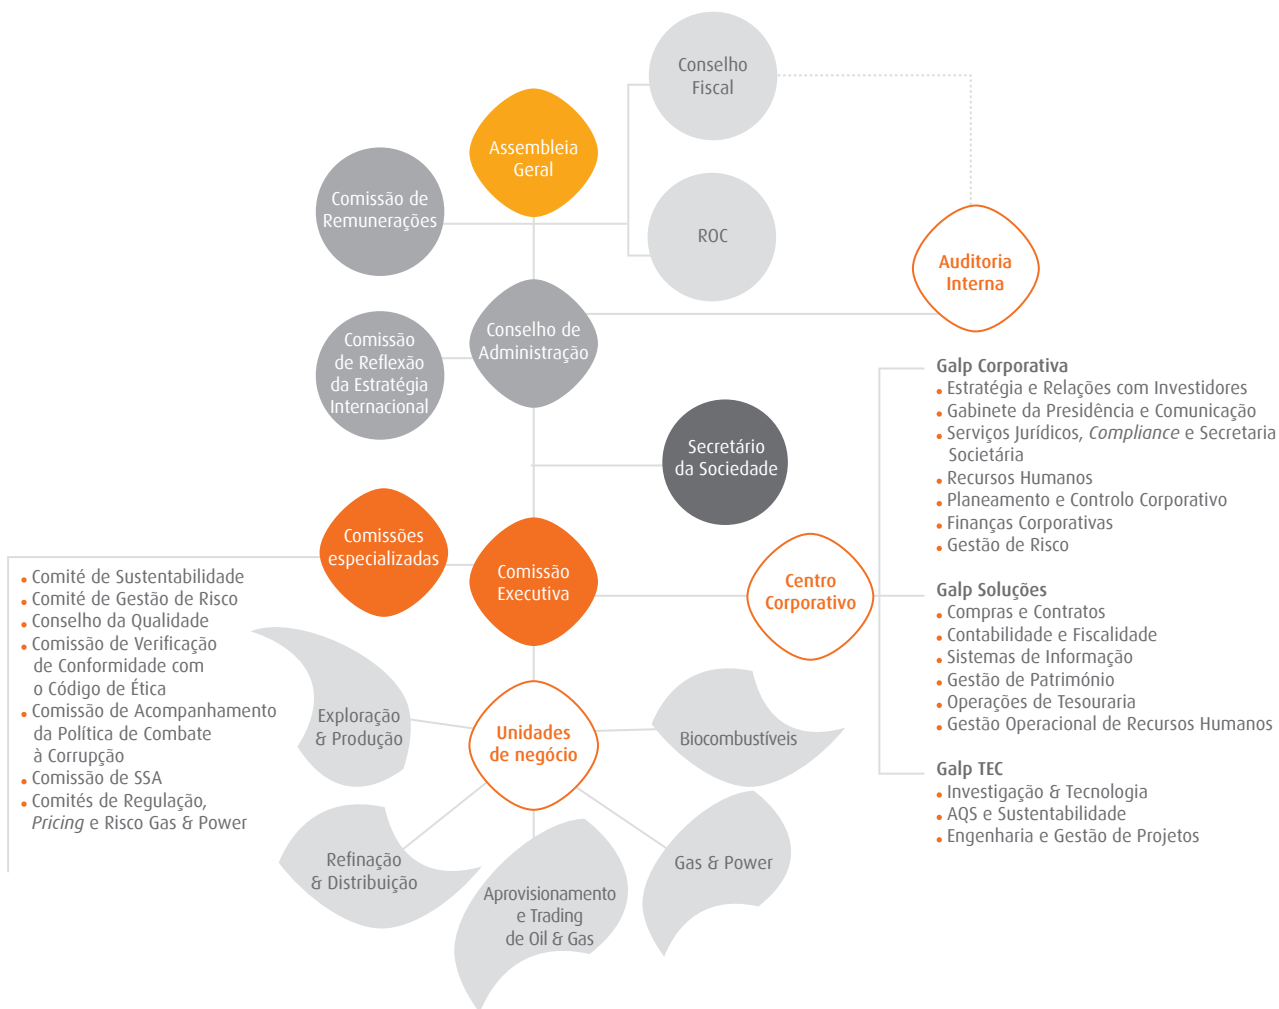 Conselho
Fiscal
Assembleia
Geral
Comissão de
Remunerações
ROC
Auditoria
Interna
Conselho de
Administração
Comissão
de Reflexão
da Estratégia
Internacional
Secretário
da Sociedade
Comissões
especializadas
Comissão
Executiva
Centro
Corporativo
Galp Corporativa
• Estratégia e Relações com Investidores
• Gabinete da Presidência e Comunicação
• Serviços Jurídicos, Compliance e Secretaria
Societária
• Recursos Humanos
• Planeamento e Controlo Corporativo
• Finanças Corporativas
• Gestão de Risco
Galp Soluções
• Compras e Contratos
• Contabilidade e Fiscalidade
• Sistemas de Informação
• Gestão de Património
• Operações de Tesouraria
• Gestão Operacional de Recursos Humanos
Galp TEC
• Investigação & Tecnologia
• AQS e Sustentabilidade
• Engenharia e Gestão de Projetos
• Comité de Sustentabilidade
• Comité de Gestão de Risco
• Conselho da Qualidade
• Comissão de Verificação
de Conformidade com
o Código de Ética
• Comissão de Acompanhamento
da Política de Combate
à Corrupção
• Comissão de SSA
• Comités de Regulação,
Pricing e Risco Gas & Power
Exploração
& Produção
Unidades
de negócio
Biocombustíveis
Refinação
& Distribuição
Aprovisionamento
e Trading
de Oil & Gas
Gas & Power